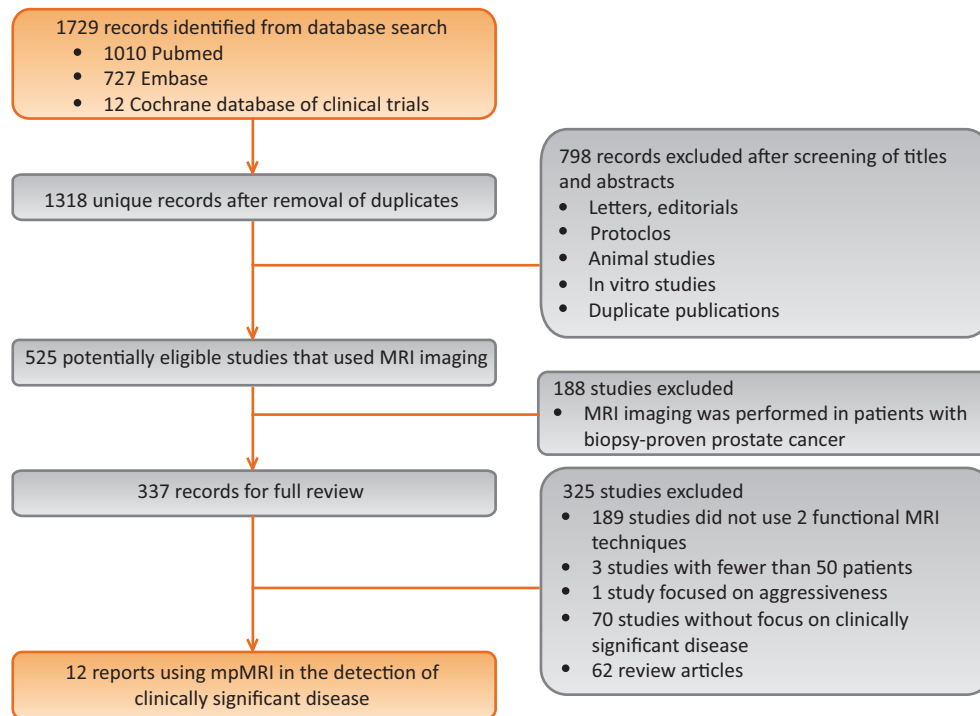 1729 records identified from database search
• 1010 Pubmed
• 727 Embase
• 12 Cochrane database of clinical trials
1318 unique records after removal of duplicates
798 records excluded after screening of titles
and abstracts
• Letters, editorials
• Protoclos
• Animal studies
• In vitro studies
• Duplicate publications
525 potentially eligible studies that used MRI imaging
188 studies excluded
• MRI imaging was performed in patients with
biopsy-proven prostate cancer
337 records for full review
325 studies excluded
• 189 studies did not use 2 functional MRI
techniques
• 3 studies with fewer than 50 patients
• 1 study focused on aggressiveness
• 70 studies without focus on clinically
significant disease
• 62 review articles
12 reports using mpMRI in the detection of
clinically significant disease